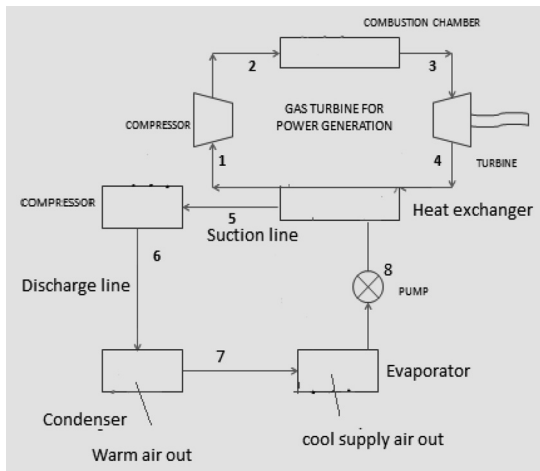 COMBUSTION CHAMBER
2
3
GAS TURBINE FOR
POWER GENERATION
COMPRESSOR
1
4
TURBINE
COMPRESSOR
5
Heat exchanger
Suction line
6
8
Discharge line
PUMP
7
Evaporator
Condenser
cool supply air out
Warm air out